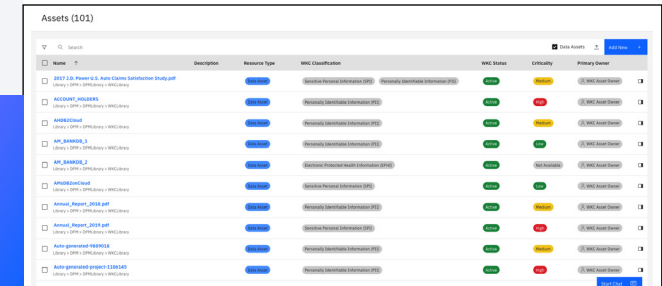 Assets (101)
Search
Data Assets
Add New +
Name ↑ Description Resource Type WKC Classification WKC Status Criticality Primary Owner
2017 J.D. Power U.S. Auto Claims Satisfaction Study.pdf
Library > DPM > DPMLibrary > WKCLibrary
Data Asset Sensitive Personal Information (SPI) Personally Identifiable Information (PII) Active Medium WKC Asset Owner
ACCOUNT_HOLDERS
Library > DPM > DPMLibrary > WKCLibrary
Data Asset Personally Identifiable Information (PII) Active High WKC Asset Owner
AHDB2Cloud
Library > DPM > DPMLibrary > WKCLibrary
Data Asset Personally Identifiable Information (PII) Active Medium WKC Asset Owner
AM_BANKDB_1
Library > DPM > DPMLibrary > WKCLibrary
Data Asset Personally Identifiable Information (PII) Active Low WKC Asset Owner
AM_BANKDB_2
Library > DPM > DPMLibrary > WKCLibrary
Data Asset Electronic Protected Health Information (EPHI) Active Not Available WKC Asset Owner
AMsDB2onCloud
Library > DPM > DPMLibrary > WKCLibrary
Data Asset Sensitive Personal Information (SPI) Active Low WKC Asset Owner
Annual_Report_2018.pdf
Library > DPM > DPMLibrary > WKCLibrary
Data Asset Personally Identifiable Information (PII) Active Medium WKC Asset Owner
Annual_Report_2019.pdf
Library > DPM > DPMLibrary > WKCLibrary
Data Asset Sensitive Personal Information (SPI) Active High WKC Asset Owner
Auto-generated-9889018
Library > DPM > DPMLibrary > WKCLibrary
Data Asset Personally Identifiable Information (PII) Active Medium WKC Asset Owner
Auto-generated-project-1106145
Library > DPM > DPMLibrary > WKCLibrary
Data Asset Personally Identifiable Information (PII) Active High WKC Asset Owner
Start Chat